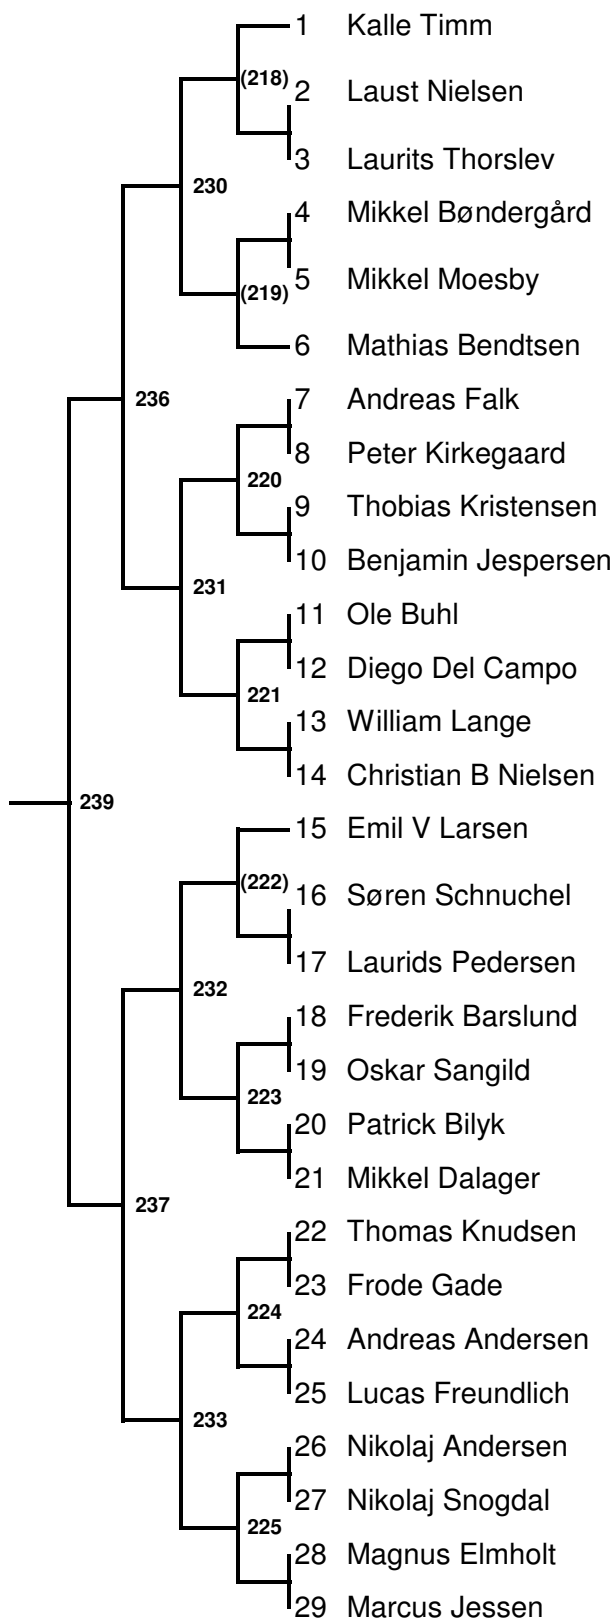 1 Kalle Timm
(218)
2 Laust Nielsen
3 Laurits Thorslev
230
4 Mikkel Bøndergård
5 Mikkel Moesby
(219)
6 Mathias Bendtsen
236
7 Andreas Falk
8 Peter Kirkegaard
220
9 Thobias Kristensen
10 Benjamin Jespersen
231
11 Ole Buhl
12 Diego Del Campo
221
13 William Lange
14 Christian B Nielsen
239
15 Emil V Larsen
(222)
16 Søren Schnuchel
17 Laurids Pedersen
232
18 Frederik Barslund
19 Oskar Sangild
223
20 Patrick Bilyk
21 Mikkel Dalager
237
22 Thomas Knudsen
23 Frode Gade
224
24 Andreas Andersen
25 Lucas Freundlich
233
26 Nikolaj Andersen
27 Nikolaj Snogdal
225
28 Magnus Elmholt
29 Marcus Jessen